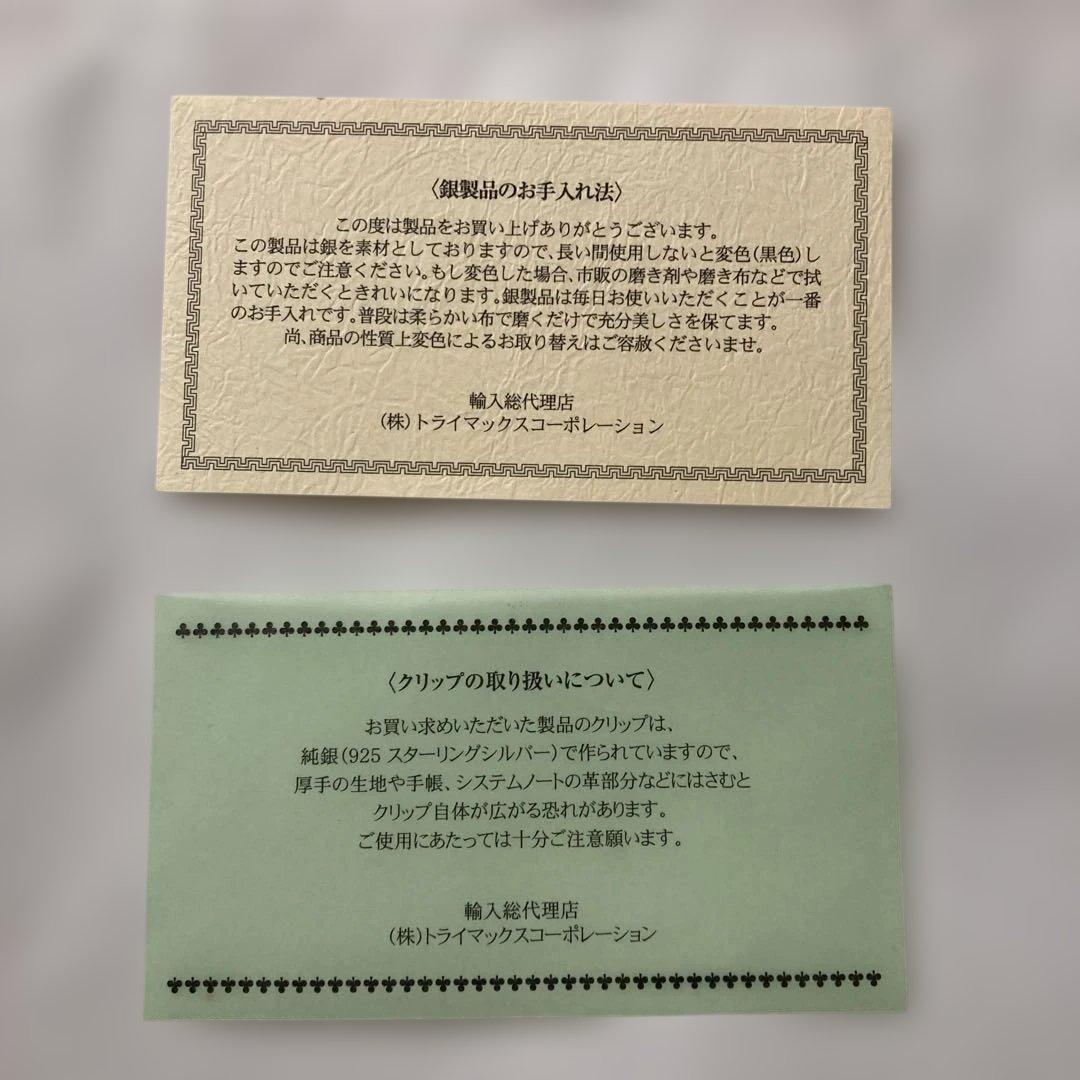 〈銀製品のお手入れ法〉
この度は製品をお買い上げありがとうございます。
この製品は銀を素材としておりますので、長い間使用しないと変色(黒色)し
ますのでご注意ください。もし変色した場合、市販の磨き剤や磨き布などで拭
いていただくときれいになります。銀製品は毎日お使いいただくことが一番
のお手入れです。普段は柔らかい布で磨くだけで充分美しさを保てます。
尚、商品の性質上変色によるお取り替えはご容赦くださいませ。
輸入総代理店
(株)トライマックスコーポレーション
〈クリップの取り扱いについて〉
お買い求めいただいた製品のクリップは、
純銀(925 スターリングシルバー)で作られていますので、
厚手の生地や手帳、システムノートの革部分などにはさむと
クリップ自体が広がる恐れがあります。
ご使用にあたっては十分ご注意願います。
輸入総代理店
(株)トライマックスコーポレーション